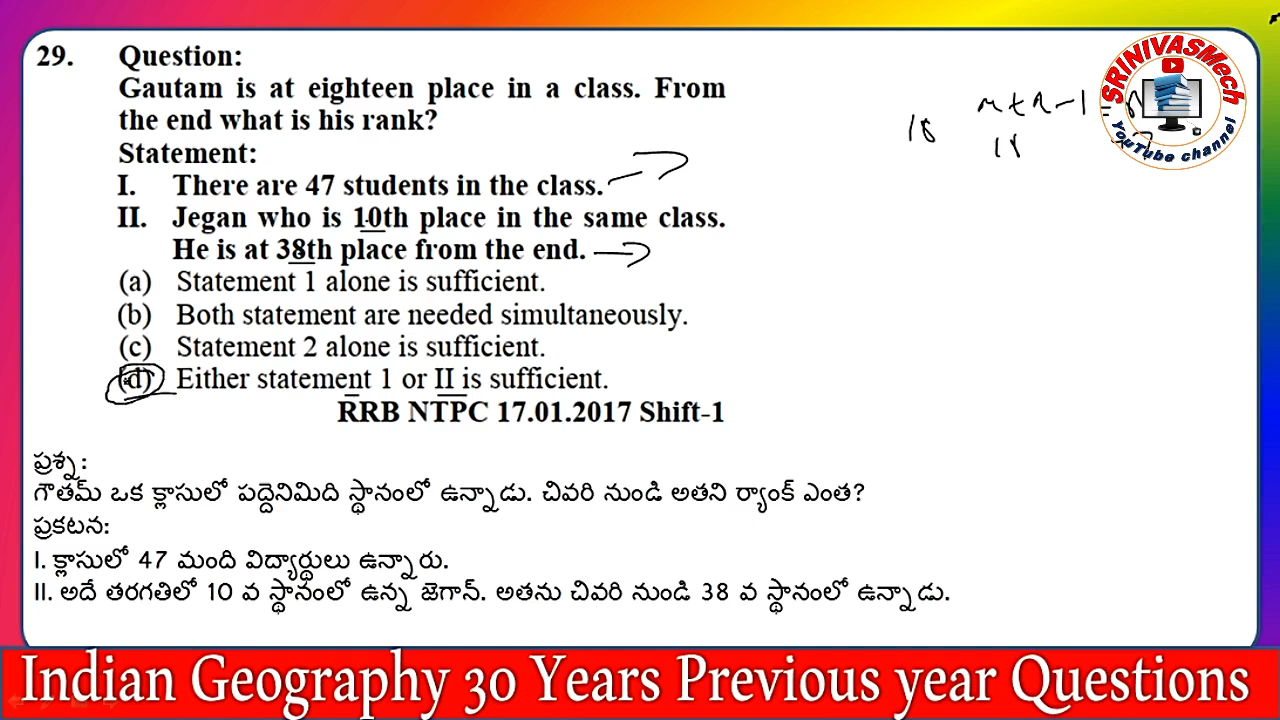 29. Question:
Gautam is at eighteen place in a class. From
the end what is his rank?
Statement:
I. There are 47 students in the class.
II. Jegan who is 10th place in the same class.
He is at 38th place from the end.
(a) Statement 1 alone is sufficient.
(b) Both statement are needed simultaneously.
(c) Statement 2 alone is sufficient.
(d) Either statement 1 or II is sufficient.
RRB NTPC 17.01.2017 Shift-1
18
18
SRINIVASMech
YouTube channel
ప్రశ్న:
గౌతమ్ ఒక క్లాసులో పద్దెనిమిది స్థానంలో ఉన్నాడు. చివరి నుండి అతని ర్యాంక్ ఎంత?
ప్రకటన:
I. క్లాసులో 47 మంది విద్యార్థులు ఉన్నారు.
II. అదే తరగతిలో 10 వ స్థానంలో ఉన్న జెగాన్. అతను చివరి నుండి 38 వ స్థానంలో ఉన్నాడు.
Indian Geography 30 Years Previous year Questions